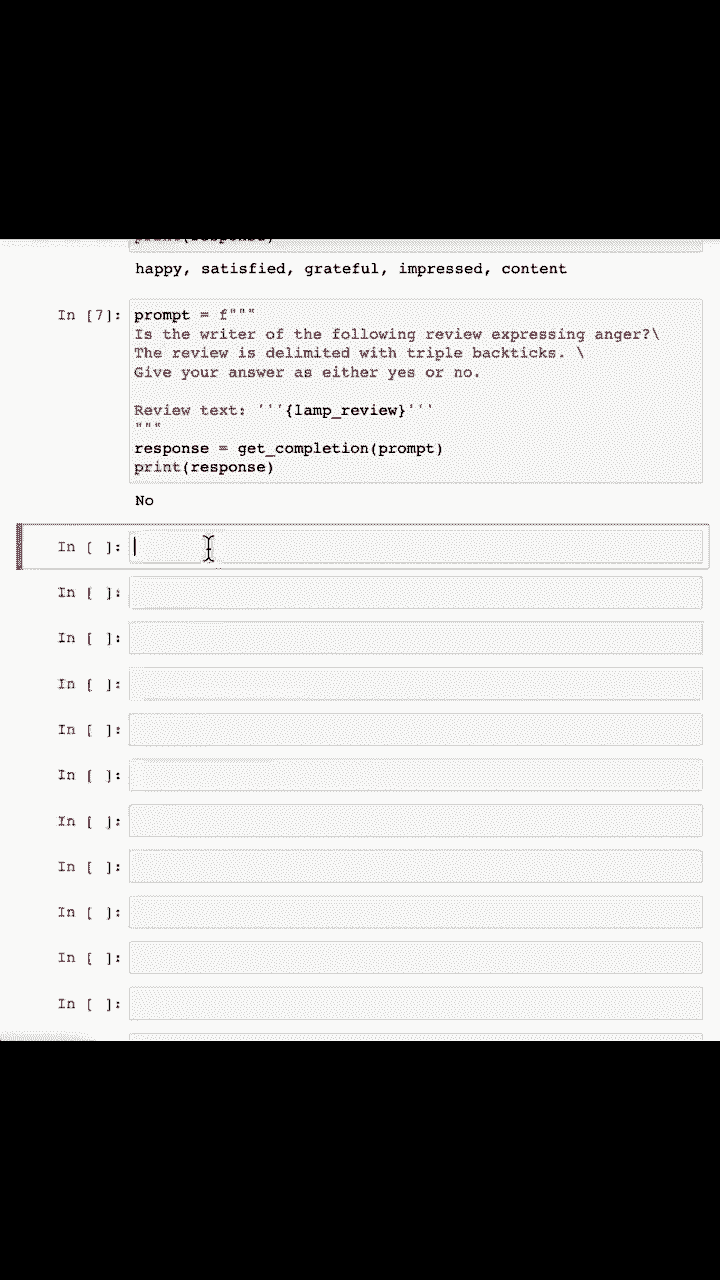 print(response)
happy, satisfied, grateful, impressed, content
In [7]: prompt = f"""
Is the writer of the following review expressing anger?\
The review is delimited with triple backticks. \
Give your answer as either yes or no.
Review text: '''{lamp_review}'''
"""
response = get_completion(prompt)
print(response)
No
In [ ]:
In [ ]:
In [ ]:
In [ ]:
In [ ]:
In [ ]:
In [ ]:
In [ ]:
In [ ]:
In [ ]:
In [ ]: